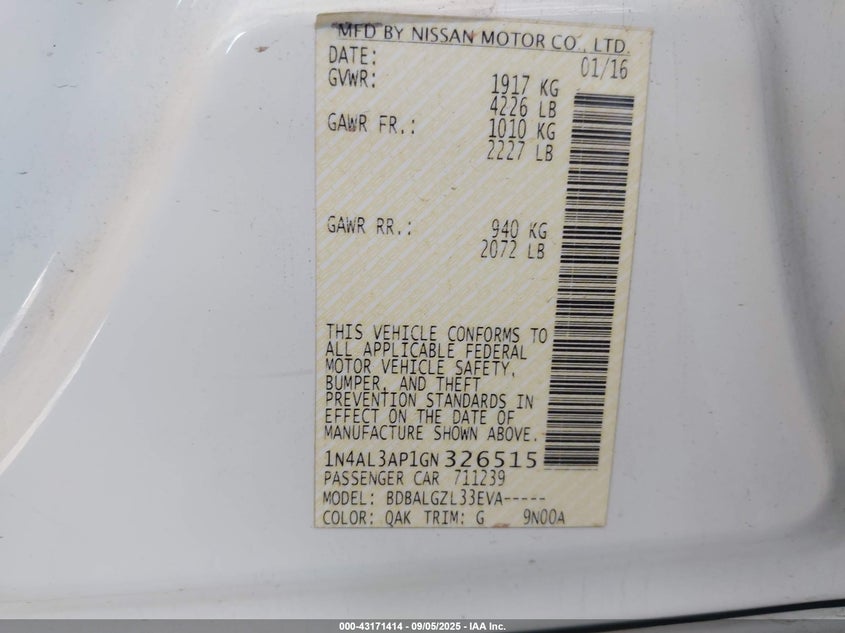 MFD BY NISSAN MOTOR CO., LTD.
DATE: 01/16
GVWR: 1917 KG
4226 LB
GAWR FR.: 1010 KG
2227 LB
GAWR RR.: 940 KG
2072 LB
THIS VEHICLE CONFORMS TO
ALL APPLICABLE FEDERAL
MOTOR VEHICLE SAFETY,
BUMPER, AND THEFT
PREVENTION STANDARDS IN
EFFECT ON THE DATE OF
MANUFACTURE SHOWN ABOVE.
1N4AL3AP1GN326515
PASSENGER CAR 711239
MODEL: BDBALGZL33EVA-----
COLOR: QAK TRIM: G 9N00A
000-43171414 - 09/05/2025 - IAA Inc.